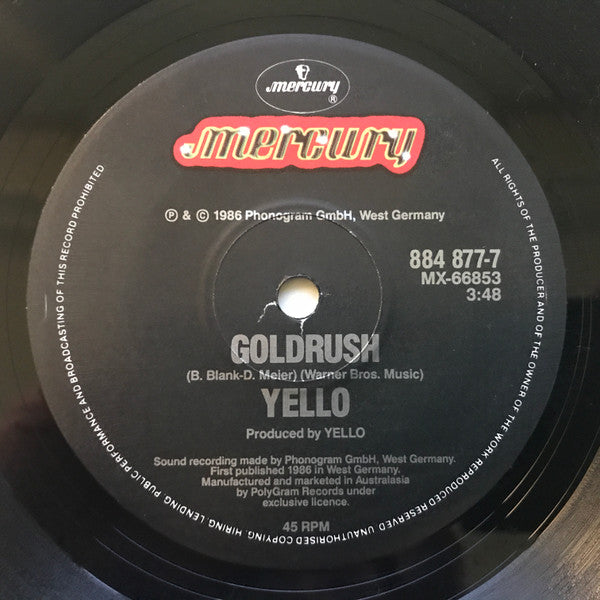 mercury
®
mercury
℗ & © 1986 Phonogram GmbH, West Germany
884 877-7
MX-66853
3:48
GOLDRUSH
(B. Blank-D. Meier) (Warner Bros. Music)
YELLO
Produced by YELLO
Sound recording made by Phonogram GmbH, West Germany.
First published 1986 in West Germany.
Manufactured and marketed in Australasia
by PolyGram Records under
exclusive licence.
45 RPM
ALL RIGHTS OF THE PRODUCER AND OF THE OWNER OF THE WORK REPRODUCED RESERVED UNAUTHORISED COPYING, HIRING, LENDING, PUBLIC PERFORMANCE AND BROADCASTING OF THIS RECORD PROHIBITED